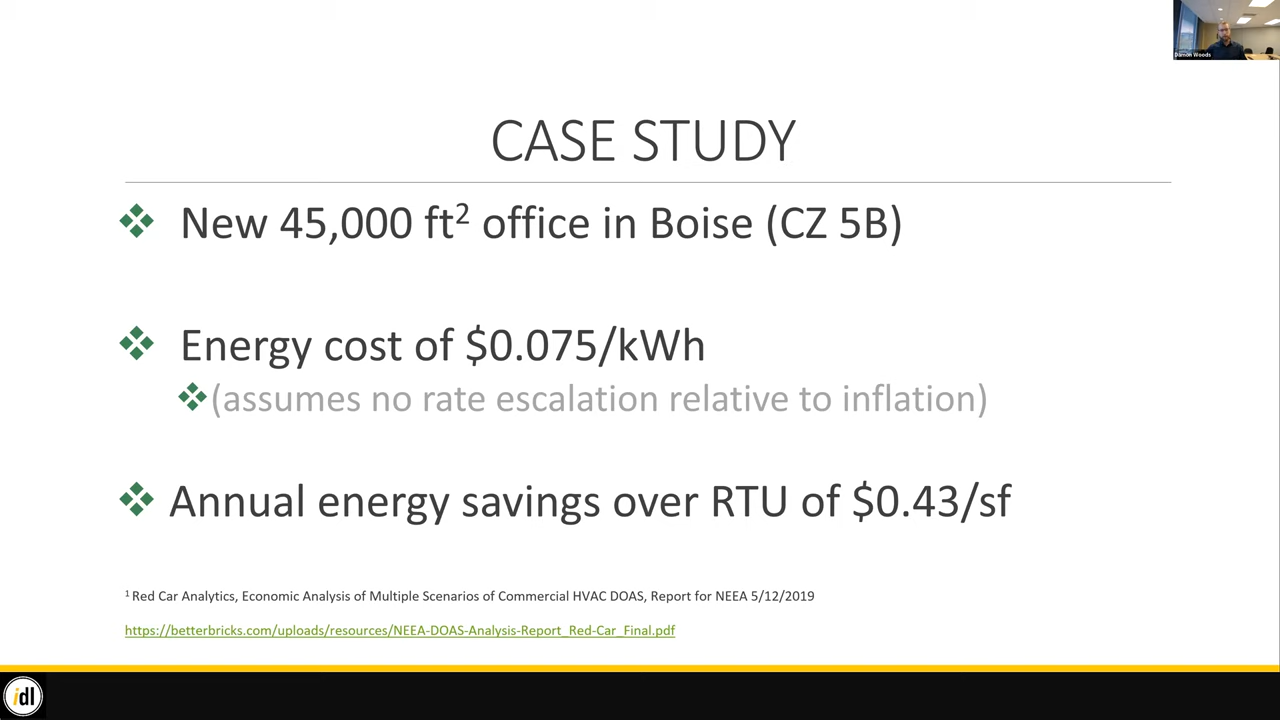 Damon Woods
CASE STUDY
❖ New 45,000 ft² office in Boise (CZ 5B)
❖ Energy cost of $0.075/kWh
❖(assumes no rate escalation relative to inflation)
❖ Annual energy savings over RTU of $0.43/sf
¹ Red Car Analytics, Economic Analysis of Multiple Scenarios of Commercial HVAC DOAS, Report for NEEA 5/12/2019
https://betterbricks.com/uploads/resources/NEEA-DOAS-Analysis-Report_Red-Car_Final.pdf
idl